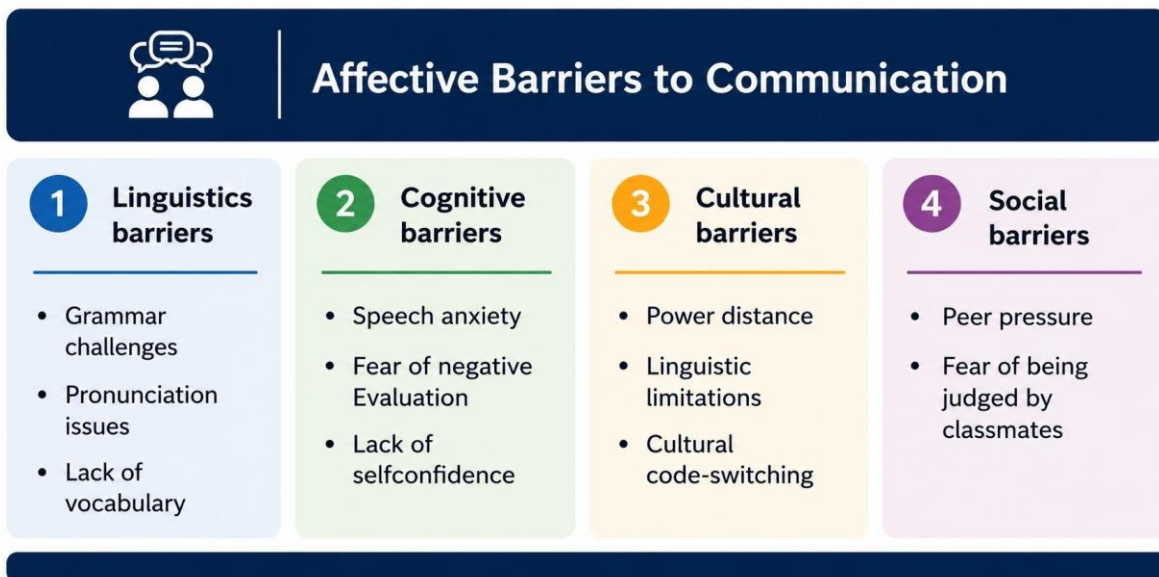 Affective Barriers to Communication
1
Linguistics
barriers
• Grammar
challenges
• Pronunciation
issues
• Lack of
vocabulary
2
Cognitive
barriers
• Speech anxiety
• Fear of negative
Evaluation
• Lack of
selfconfidence
3
Cultural
barriers
• Power distance
• Linguistic
limitations
• Cultural
code-switching
4
Social
barriers
• Peer pressure
• Fear of being
judged by
classmates